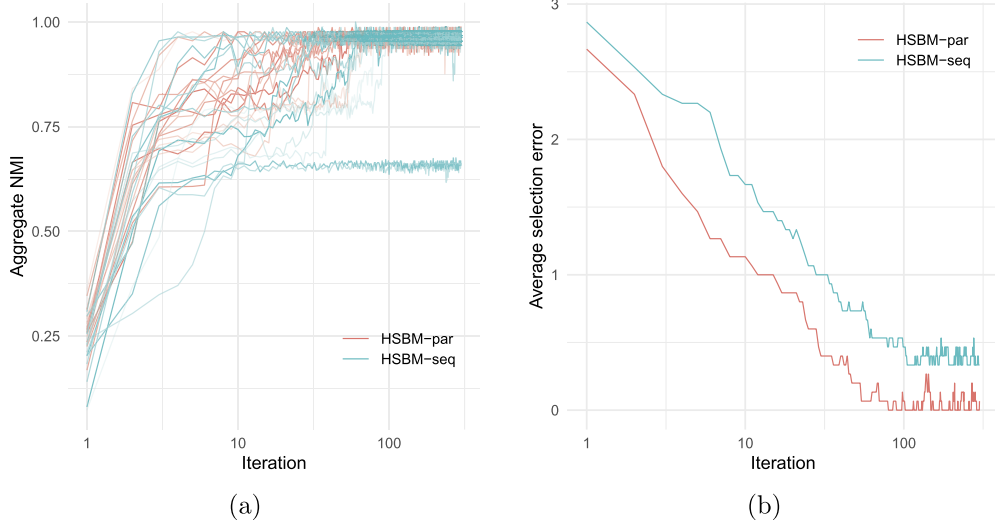 Aggregate NMI
1.00
0.75
0.50
0.25
HSBM-par
HSBM-seq
1 10 100
Iteration
(a)
Average selection error
3
2
1
0
HSBM-par
HSBM-seq
1 10 100
Iteration
(b)